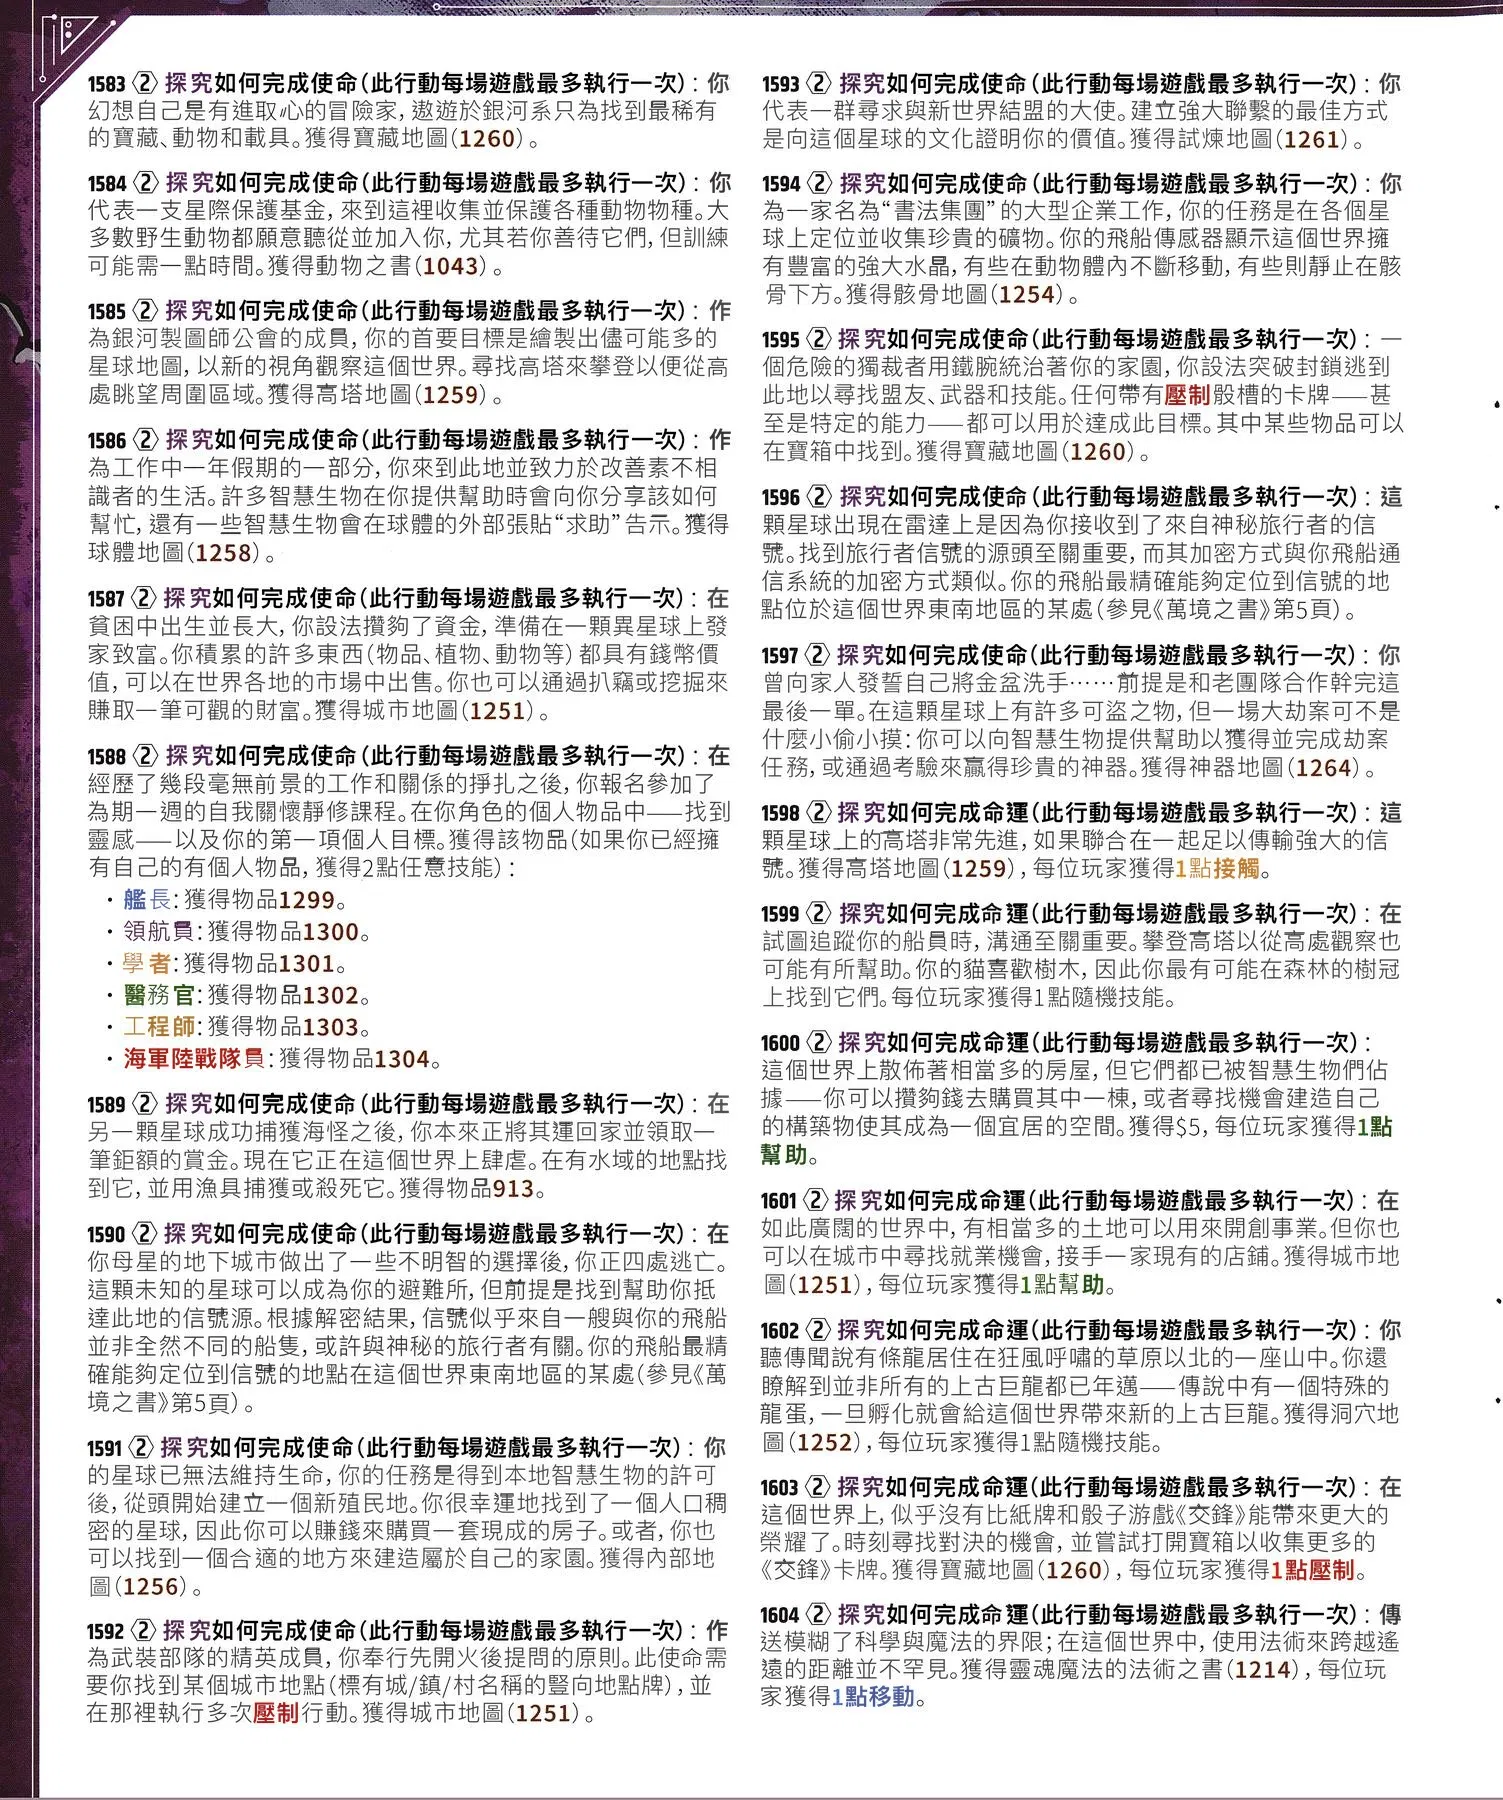 1583 ② 探究如何完成使命(此行動每場遊戲最多執行一次)：你
幻想自己是有進取心的冒險家，遨遊於銀河系只為找到最稀有
的寶藏、動物和載具。獲得寶藏地圖(1260)。
1584 ② 探究如何完成使命(此行動每場遊戲最多執行一次)：你
代表一支星際保護基金，來到這裡收集並保護各種動物物種。大
多數野生動物都願意聽從並加入你，尤其若你善待它們，但訓練
可能需一點時間。獲得動物之書(1043)。
1585 ② 探究如何完成使命(此行動每場遊戲最多執行一次)：作
為銀河製圖師公會的成員，你的首要目標是繪製出儘可能多的
星球地圖，以新的視角觀察這個世界。尋找高塔來攀登以便從高
處眺望周圍區域。獲得高塔地圖(1259)。
1586 ② 探究如何完成使命(此行動每場遊戲最多執行一次)：作
為工作中一年假期的一部分，你來到此地並致力於改善素不相
識者的生活。許多智慧生物在你提供幫助時會向你分享該如何
幫忙，還有一些智慧生物會在球體的外部張貼“求助”告示。獲得
球體地圖(1258)。
1587 ② 探究如何完成使命(此行動每場遊戲最多執行一次)：在
貧困中出生並長大，你設法攢夠了資金，準備在一顆異星球上發
家致富。你積累的許多東西(物品、植物、動物等)都具有錢幣價
值，可以在世界各地的市場中出售。你也可以通過扒竊或挖掘來
賺取一筆可觀的財富。獲得城市地圖(1251)。
1588 ② 探究如何完成使命(此行動每場遊戲最多執行一次)：在
經歷了幾段毫無前景的工作和關係的掙扎之後，你報名參加了
為期一週的自我關懷靜修課程。在你角色的個人物品中——找到
靈感——以及你的第一項個人目標。獲得該物品(如果你已經擁
有自己的有個人物品，獲得2點任意技能)：
・艦長：獲得物品1299。
・領航員：獲得物品1300。
・學者：獲得物品1301。
・醫務官：獲得物品1302。
・工程師：獲得物品1303。
・海軍陸戰隊員：獲得物品1304。
1589 ② 探究如何完成使命(此行動每場遊戲最多執行一次)：在
另一顆星球成功捕獲海怪之後，你本來正將其運回家並領取一
筆鉅額的賞金。現在它正在這個世界上肆虐。在有水域的地點找
到它，並用漁具捕獲或殺死它。獲得物品913。
1590 ② 探究如何完成使命(此行動每場遊戲最多執行一次)：在
你母星的地下城市做出了一些不明智的選擇後，你正四處逃亡。
這顆未知的星球可以成為你的避難所，但前提是找到幫助你抵
達此地的信號源。根據解密結果，信號似乎來自一艘與你的飛船
並非全然不同的船隻，或許與神秘的旅行者有關。你的飛船最精
確能夠定位到信號的地點在這個世界東南地區的某處(參見《萬
境之書》第5頁)。
1591 ② 探究如何完成使命(此行動每場遊戲最多執行一次)：你
的星球已無法維持生命，你的任務是得到本地智慧生物的許可
後，從頭開始建立一個新殖民地。你很幸運地找到了一個人口稠
密的星球，因此你可以賺錢來購買一套現成的房子。或者，你也
可以找到一個合適的地方來建造屬於自己的家園。獲得內部地
圖(1256)。
1592 ② 探究如何完成使命(此行動每場遊戲最多執行一次)：作
為武裝部隊的精英成員，你奉行先開火後提問的原則。此使命需
要你找到某個城市地點(標有城/鎮/村名稱的豎向地點牌)，並
在那裡執行多次壓制行動。獲得城市地圖(1251)。
1593 ② 探究如何完成使命(此行動每場遊戲最多執行一次)：你
代表一群尋求與新世界結盟的大使。建立強大聯繫的最佳方式
是向這個星球的文化證明你的價值。獲得試煉地圖(1261)。
1594 ② 探究如何完成使命(此行動每場遊戲最多執行一次)：你
為一家名為“書法集團”的大型企業工作，你的任務是在各個星
球上定位並收集珍貴的礦物。你的飛船傳感器顯示這個世界擁
有豐富的強大水晶，有些在動物體內不斷移動，有些則靜止在骸
骨下方。獲得骸骨地圖(1254)。
1595 ② 探究如何完成使命(此行動每場遊戲最多執行一次)：一
個危險的獨裁者用鐵腕統治著你的家園，你設法突破封鎖逃到
此地以尋找盟友、武器和技能。任何帶有壓制骰槽的卡牌——甚
至是特定的能力——都可以用於達成此目標。其中某些物品可以
在寶箱中找到。獲得寶藏地圖(1260)。
1596 ② 探究如何完成使命(此行動每場遊戲最多執行一次)：這
顆星球出現在雷達上是因為你接收到了來自神秘旅行者的信
號。找到旅行者信號的源頭至關重要，而其加密方式與你飛船通
信系統的加密方式類似。你的飛船最精確能夠定位到信號的地
點位於這個世界東南地區的某處(參見《萬境之書》第5頁)。
1597 ② 探究如何完成使命(此行動每場遊戲最多執行一次)：你
曾向家人發誓自己將金盆洗手……前提是和老團隊合作幹完這
最後一單。在這顆星球上有許多可盜之物，但一場大劫案可不是
什麼小偷小摸：你可以向智慧生物提供幫助以獲得並完成劫案
任務，或通過考驗來贏得珍貴的神器。獲得神器地圖(1264)。
1598 ② 探究如何完成命運(此行動每場遊戲最多執行一次)：這
顆星球上的高塔非常先進，如果聯合在一起足以傳輸強大的信
號。獲得高塔地圖(1259)，每位玩家獲得1點接觸。
1599 ② 探究如何完成命運(此行動每場遊戲最多執行一次)：在
試圖追蹤你的船員時，溝通至關重要。攀登高塔以從高處觀察也
可能有所幫助。你的貓喜歡樹木，因此你最有可能在森林的樹冠
上找到它們。每位玩家獲得1點隨機技能。
1600 ② 探究如何完成命運(此行動每場遊戲最多執行一次)：
這個世界上散佈著相當多的房屋，但它們都已被智慧生物們佔
據——你可以攢夠錢去購買其中一棟，或者尋找機會建造自己
的構築物使其成為一個宜居的空間。獲得$5，每位玩家獲得1點
幫助。
1601 ② 探究如何完成命運(此行動每場遊戲最多執行一次)：在
如此廣闊的世界中，有相當多的土地可以用來開創事業。但你也
可以在城市中尋找就業機會，接手一家現有的店鋪。獲得城市地
圖(1251)，每位玩家獲得1點幫助。
1602 ② 探究如何完成命運(此行動每場遊戲最多執行一次)：你
聽傳聞說有條龍居住在狂風呼嘯的草原以北的一座山中。你還
瞭解到並非所有的上古巨龍都已年邁——傳說中有一個特殊的
龍蛋，一旦孵化就會給這個世界帶來新的上古巨龍。獲得洞穴地
圖(1252)，每位玩家獲得1點隨機技能。
1603 ② 探究如何完成命運(此行動每場遊戲最多執行一次)：在
這個世界上，似乎沒有比紙牌和骰子游戲《交鋒》能帶來更大的
榮耀了。時刻尋找對決的機會，並嘗試打開寶箱以收集更多的
《交鋒》卡牌。獲得寶藏地圖(1260)，每位玩家獲得1點壓制。
1604 ② 探究如何完成命運(此行動每場遊戲最多執行一次)：傳
送模糊了科學與魔法的界限；在這個世界中，使用法術來跨越遙
遠的距離並不罕見。獲得靈魂魔法的法術之書(1214)，每位玩
家獲得1點移動。